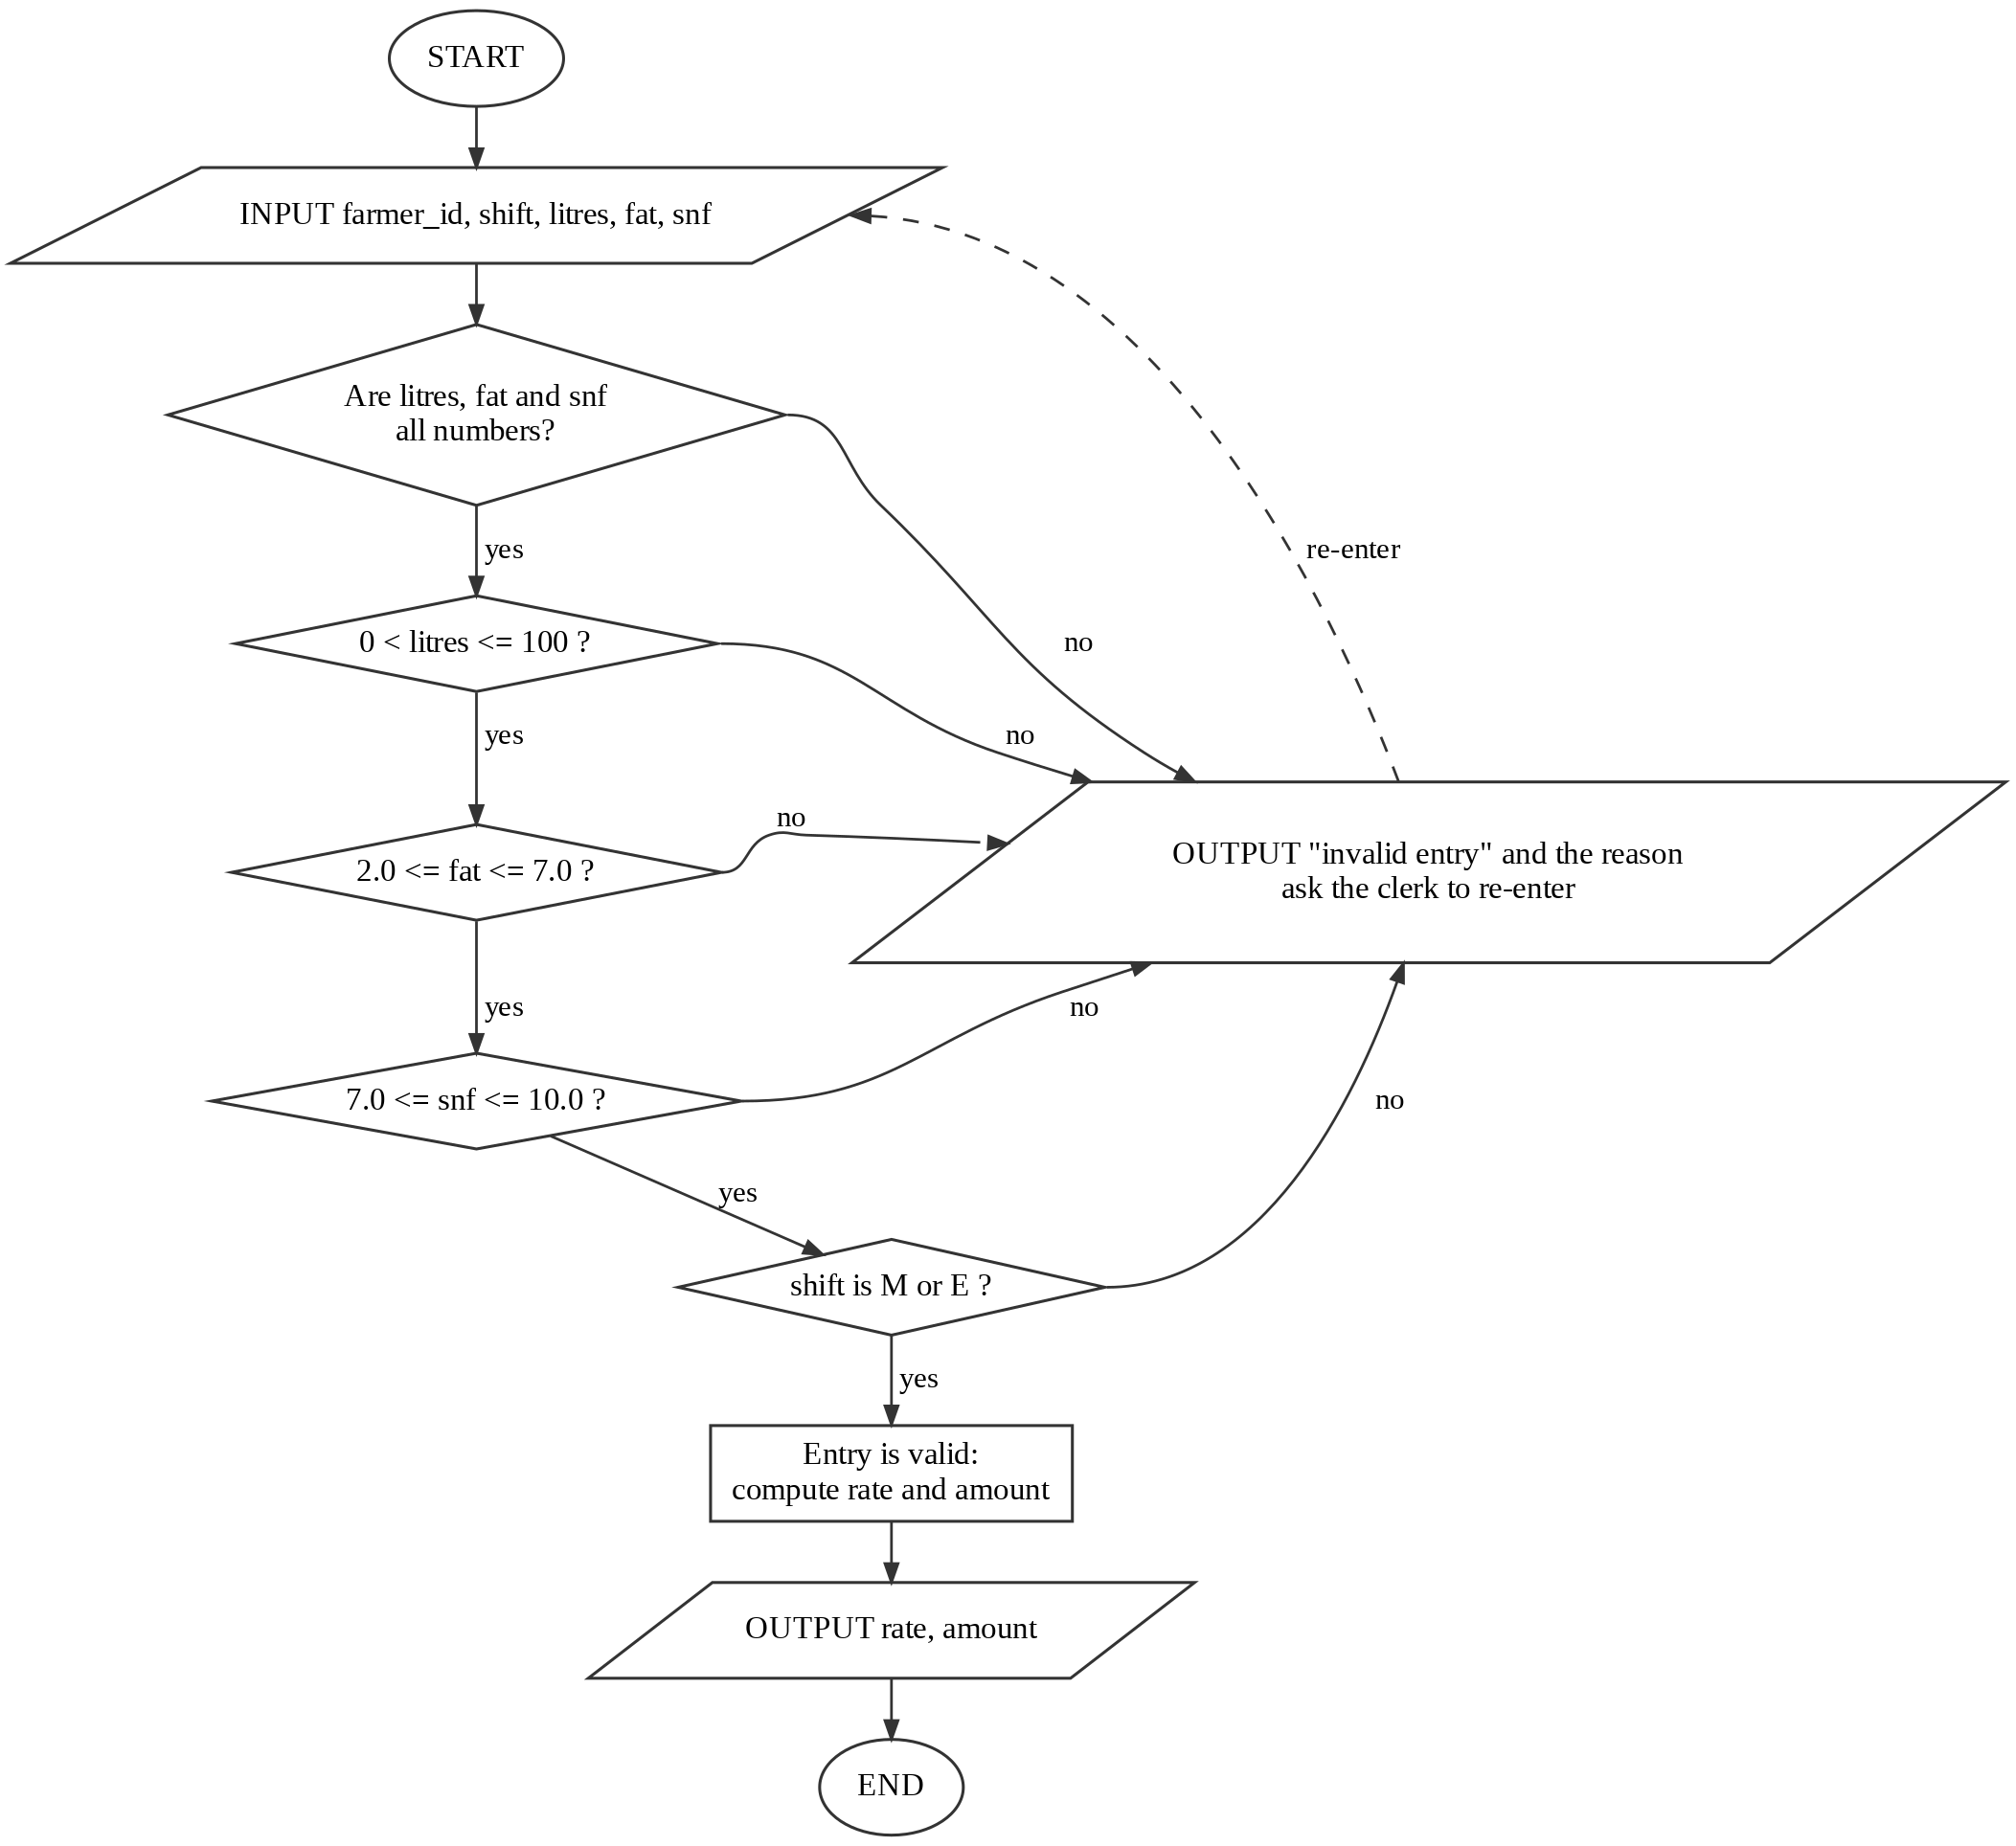 START
INPUT farmer_id, shift, litres, fat, snf
Are litres, fat and snf
all numbers?
yes
no
re-enter
0 < litres <= 100 ?
yes
no
2.0 <= fat <= 7.0 ?
no
yes
OUTPUT "invalid entry" and the reason
ask the clerk to re-enter
7.0 <= snf <= 10.0 ?
no
yes
shift is M or E ?
no
yes
Entry is valid:
compute rate and amount
OUTPUT rate, amount
END